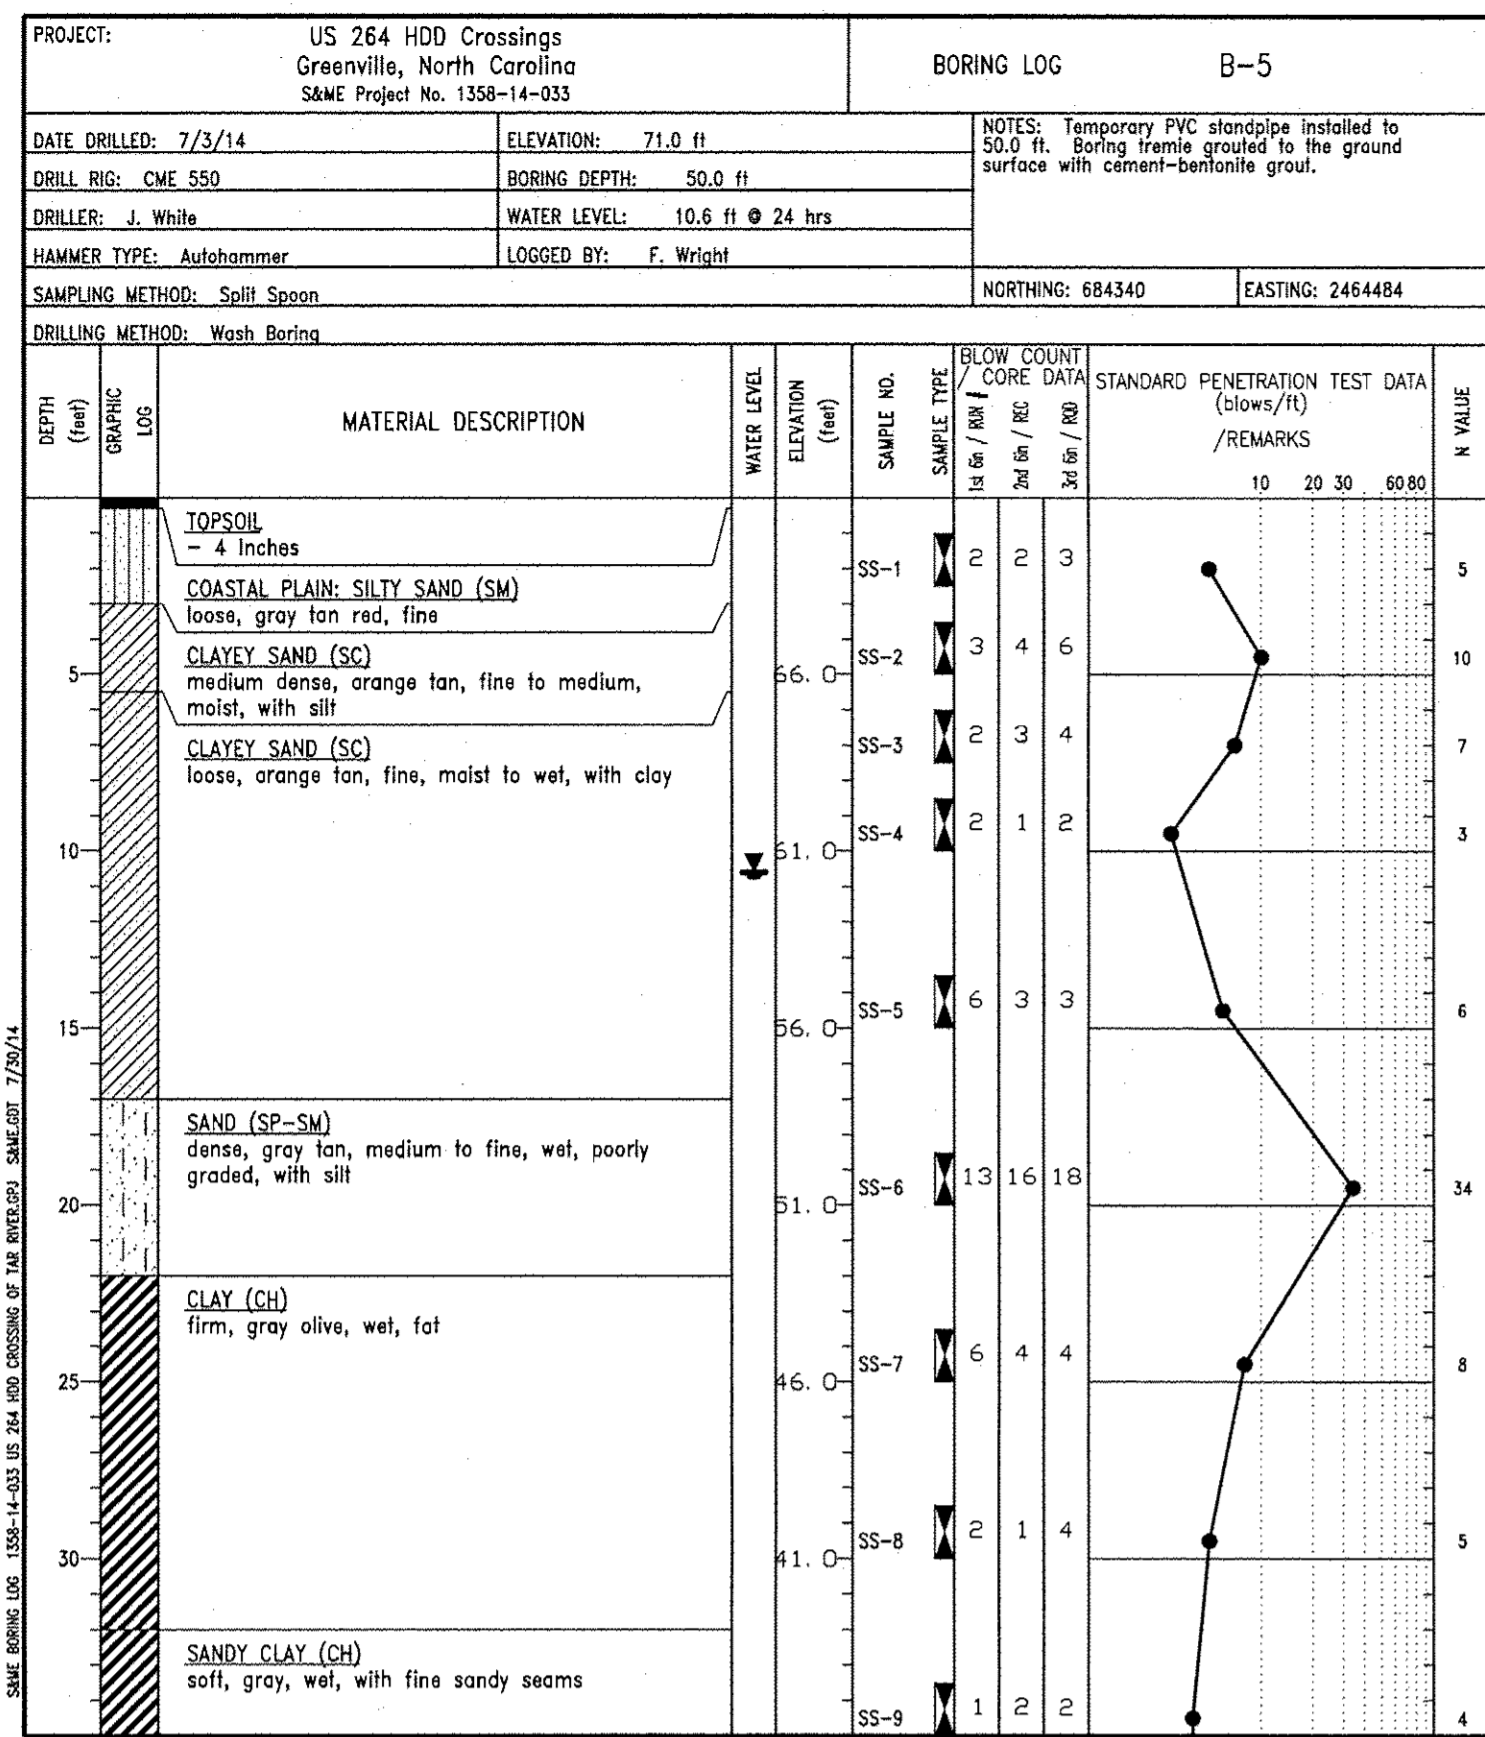 PROJECT:
US 264 HDD Crossings
Greenville, North Carolina
S&ME Project No. 1358-14-033
BORING LOG B-5
DATE DRILLED: 7/3/14
ELEVATION: 71.0 ft
NOTES: Temporary PVC standpipe installed to
50.0 ft. Boring tremie grouted to the ground
surface with cement-bentonite grout.
DRILL RIG: CME 550
BORING DEPTH: 50.0 ft
DRILLER: J. White
WATER LEVEL: 10.6 ft @ 24 hrs
HAMMER TYPE: Autohammer
LOGGED BY: F. Wright
SAMPLING METHOD: Split Spoon
NORTHING: 684340
EASTING: 2464484
DRILLING METHOD: Wash Boring
DEPTH
(feet)
GRAPHIC
LOG
MATERIAL DESCRIPTION
WATER LEVEL
ELEVATION
(feet)
SAMPLE NO.
SAMPLE TYPE
BLOW COUNT
/ CORE DATA
1st 6in / RUN #
2nd 6in / REC
3rd 6in / RQD
STANDARD PENETRATION TEST DATA
(blows/ft)
/REMARKS
10 20 30 60 80
N VALUE
TOPSOIL
- 4 Inches
SS-1 2 2 3 5
COASTAL PLAIN: SILTY SAND (SM)
loose, gray tan red, fine
CLAYEY SAND (SC)
medium dense, orange tan, fine to medium,
moist, with silt
SS-2 3 4 6 10
5 66.0
CLAYEY SAND (SC)
loose, orange tan, fine, moist to wet, with clay
SS-3 2 3 4 7
SS-4 2 1 2 3
10 61.0
SS-5 6 3 3 6
15 56.0
SAND (SP-SM)
dense, gray tan, medium to fine, wet, poorly
graded, with silt
SS-6 13 16 18 34
20 51.0
CLAY (CH)
firm, gray olive, wet, fat
SS-7 6 4 4 8
25 46.0
SS-8 2 1 4 5
30 41.0
SANDY CLAY (CH)
soft, gray, wet, with fine sandy seams
SS-9 1 2 2 4
S&ME BORING LOG 1358-14-033 US 264 HDD CROSSING OF TAR RIVER.GPJ S&ME.GDT 7/30/14